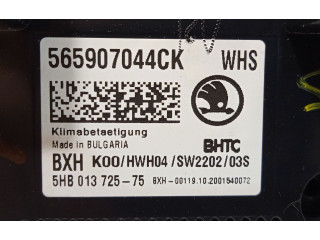 565907044CK WHS
Klimabetaetigung
Made in BULGARIA
BHTC
BXH K00/HWH04/SW2202/03S
5HB 013 725-75 BXH-00119.10.2001540072